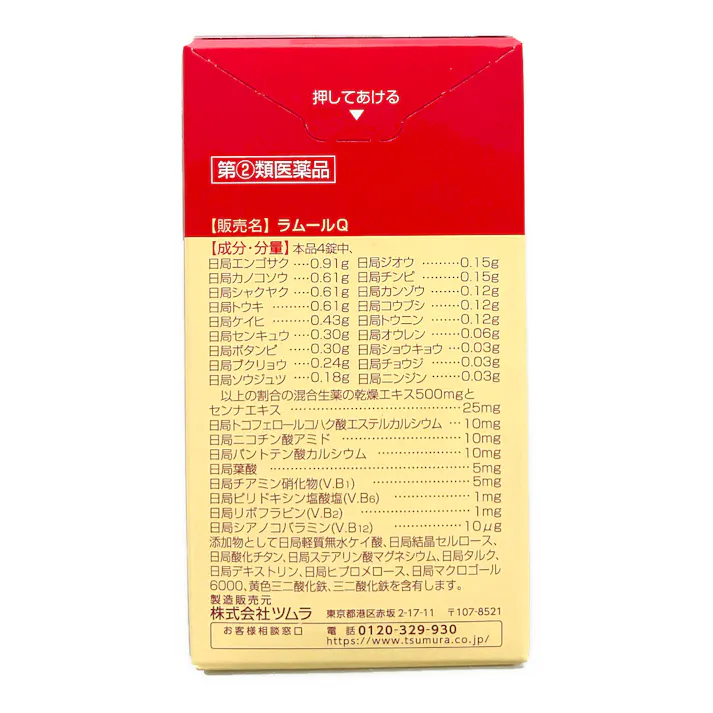 押してあける
第②類医薬品
【販売名】ラムールQ
【成分・分量】本品4錠中、
日局エンゴサク‥‥0.91g 日局ジオウ ‥‥‥‥0.15g
日局カノコソウ‥‥0.61g 日局チンピ ‥‥‥‥0.15g
日局シャクヤク‥‥0.61g 日局カンゾウ ‥‥‥0.12g
日局トウキ ‥‥‥‥0.61g 日局コウブシ ‥‥‥0.12g
日局ケイヒ ‥‥‥‥0.43g 日局トウニン ‥‥‥0.12g
日局センキュウ‥‥0.30g 日局オウレン ‥‥‥0.06g
日局ボタンピ ‥‥‥0.30g 日局ショウキョウ‥‥0.03g
日局ブクリョウ‥‥0.24g 日局チョウジ ‥‥‥0.03g
日局ソウジュツ‥‥0.18g 日局ニンジン ‥‥‥0.03g
以上の割合の混合生薬の乾燥エキス500mgと
センナエキス ‥‥‥‥‥‥‥‥‥‥‥‥‥‥‥‥25mg
日局トコフェロールコハク酸エステルカルシウム ‥‥10mg
日局ニコチン酸アミド ‥‥‥‥‥‥‥‥‥‥‥‥10mg
日局パントテン酸カルシウム ‥‥‥‥‥‥‥‥‥10mg
日局葉酸 ‥‥‥‥‥‥‥‥‥‥‥‥‥‥‥‥‥‥5mg
日局チアミン硝化物(V.B1) ‥‥‥‥‥‥‥‥‥‥5mg
日局ピリドキシン塩酸塩(V.B6) ‥‥‥‥‥‥‥‥1mg
日局リボフラビン(V.B2) ‥‥‥‥‥‥‥‥‥‥‥1mg
日局シアノコバラミン(V.B12) ‥‥‥‥‥‥‥‥10μg
添加物として日局軽質無水ケイ酸、日局結晶セルロース、
日局酸化チタン、日局ステアリン酸マグネシウム、日局タルク、
日局デキストリン、日局ヒプロメロース、日局マクロゴール
6000、黄色三二酸化鉄、三二酸化鉄を含有します。
製造販売元
株式会社ツムラ 東京都港区赤坂2-17-11 〒107-8521
お客様相談窓口 電話 0120-329-930
https://www.tsumura.co.jp/